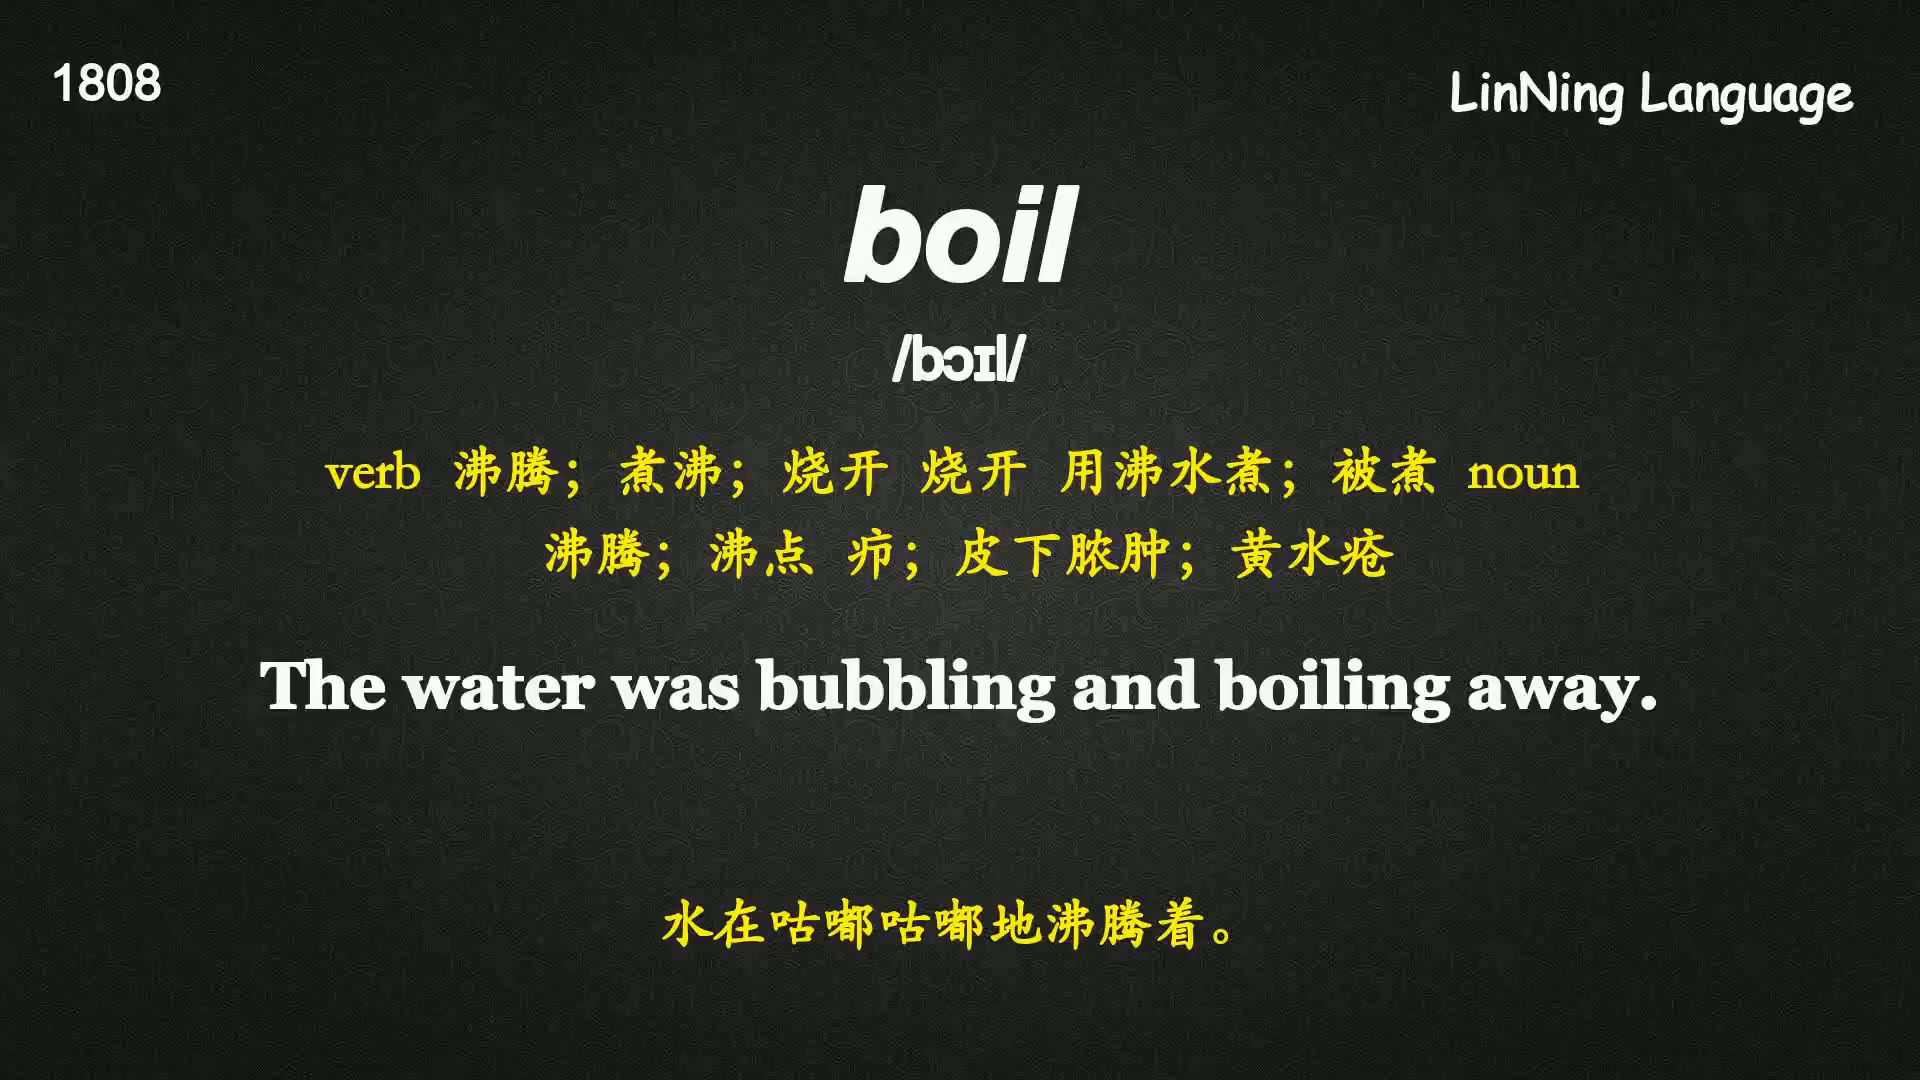 1808
LinNing Language
boil
/bɔɪl/
verb 沸腾；煮沸；烧开 烧开 用沸水煮；被煮 noun
沸腾；沸点 疖；皮下脓肿；黄水疮
The water was bubbling and boiling away.
水在咕嘟咕嘟地沸腾着。